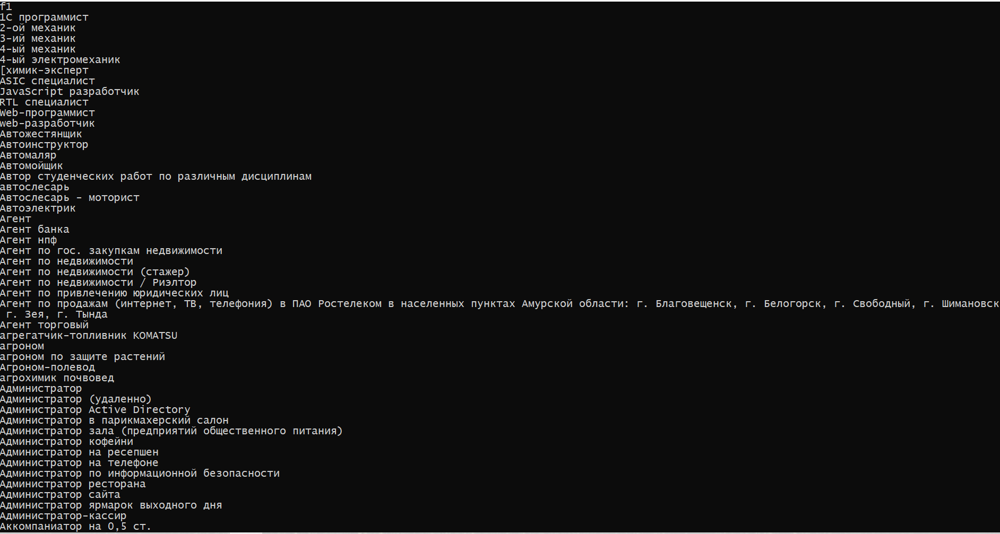 f1
1С программист
2-ой механик
3-ий механик
4-ый механик
4-ый электромеханик
[химик-эксперт
ASIC специалист
JavaScript разработчик
RTL специалист
Web-программист
web-разработчик
Автожестянщик
Автоинструктор
Автомаляр
Автомойщик
Автор студенческих работ по различным дисциплинам
автослесарь
Автослесарь - моторист
Автоэлектрик
Агент
Агент банка
Агент нпф
Агент по гос. закупкам недвижимости
Агент по недвижимости
Агент по недвижимости (стажер)
Агент по недвижимости / Риэлтор
Агент по привлечению юридических лиц
Агент по продажам (интернет, ТВ, телефония) в ПАО Ростелеком в населенных пунктах Амурской области: г. Благовещенск, г. Белогорск, г. Свободный, г. Шимановск
г. Зея, г. Тында
Агент торговый
агрегатчик-топливник KOMATSU
агроном
агроном по защите растений
Агроном-полевод
агрохимик почвовед
Администратор
Администратор (удаленно)
Администратор Active Directory
Администратор в парикмахерский салон
Администратор зала (предприятий общественного питания)
Администратор кофейни
Администратор на ресепшен
Администратор на телефоне
Администратор по информационной безопасности
Администратор ресторана
Администратор сайта
Администратор ярмарок выходного дня
Администратор-кассир
Аккомпаниатор на 0,5 ст.